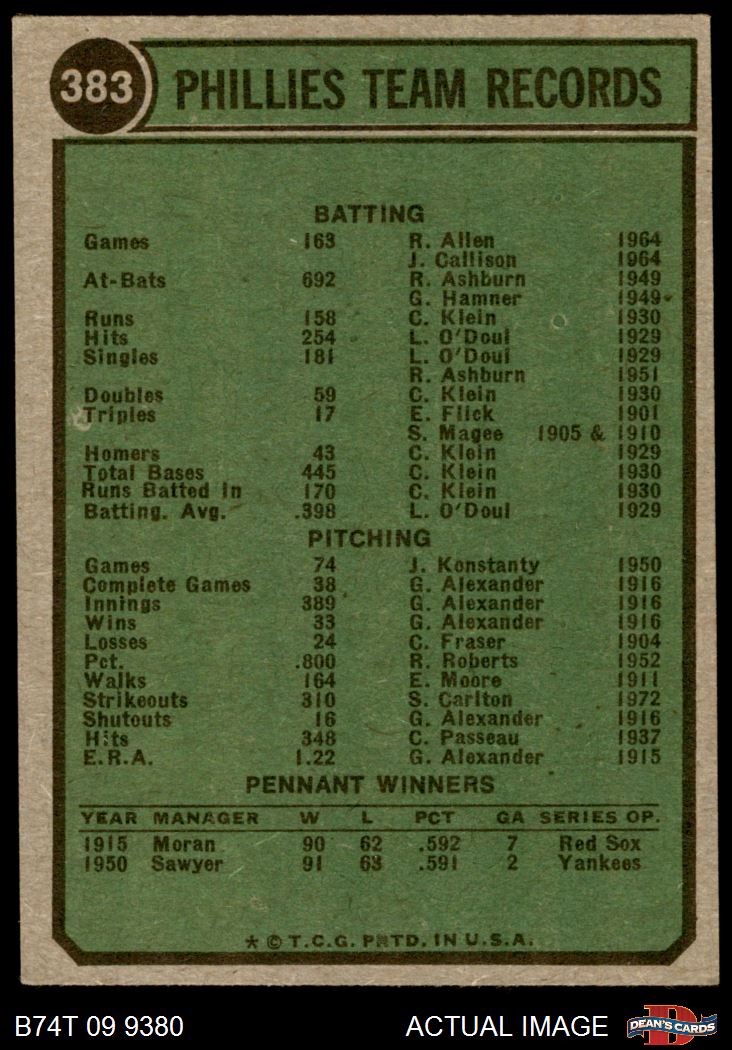 383 PHILLIES TEAM RECORDS
BATTING
Games 163 R. Allen 1964
J. Callison 1964
At-Bats 692 R. Ashburn 1949
G. Hamner 1949
Runs 158 C. Klein 1930
Hits 254 L. O'Doul 1929
Singles 181 L. O'Doul 1929
R. Ashburn 1951
Doubles 59 C. Klein 1930
Triples 17 E. Flick 1901
S. Magee 1905 & 1910
Homers 43 C. Klein 1929
Total Bases 445 C. Klein 1930
Runs Batted In 170 C. Klein 1930
Batting. Avg. .398 L. O'Doul 1929
PITCHING
Games 74 J. Konstanty 1950
Complete Games 38 G. Alexander 1916
Innings 389 G. Alexander 1916
Wins 33 G. Alexander 1916
Losses 24 C. Fraser 1904
Pct. .800 R. Roberts 1952
Walks 164 E. Moore 1911
Strikeouts 310 S. Carlton 1972
Shutouts 16 G. Alexander 1916
Hits 348 C. Passeau 1937
E.R.A. 1.22 G. Alexander 1915
PENNANT WINNERS
YEAR MANAGER W L PCT GA SERIES OP.
1915 Moran 90 62 .592 7 Red Sox
1950 Sawyer 91 63 .591 2 Yankees
* © T.C.G. PRTD. IN U.S.A.
B74T 09 9380 ACTUAL IMAGE D DEAN'S CARDS